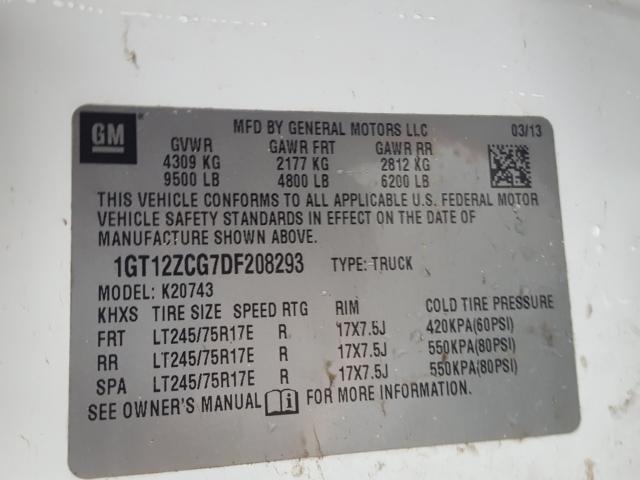 GM
MFD BY GENERAL MOTORS LLC 03/13
GVWR GAWR FRT GAWR RR
4309 KG 2177 KG 2812 KG
9500 LB 4800 LB 6200 LB
THIS VEHICLE CONFORMS TO ALL APPLICABLE U.S. FEDERAL MOTOR
VEHICLE SAFETY STANDARDS IN EFFECT ON THE DATE OF
MANUFACTURE SHOWN ABOVE.
1GT12ZCG7DF208293 TYPE: TRUCK
MODEL: K20743
KHXS TIRE SIZE SPEED RTG RIM COLD TIRE PRESSURE
FRT LT245/75R17E R 17X7.5J 420KPA(60PSI)
RR LT245/75R17E R 17X7.5J 550KPA(80PSI)
SPA LT245/75R17E R 17X7.5J 550KPA(80PSI)
SEE OWNER'S MANUAL i FOR MORE INFORMATION.